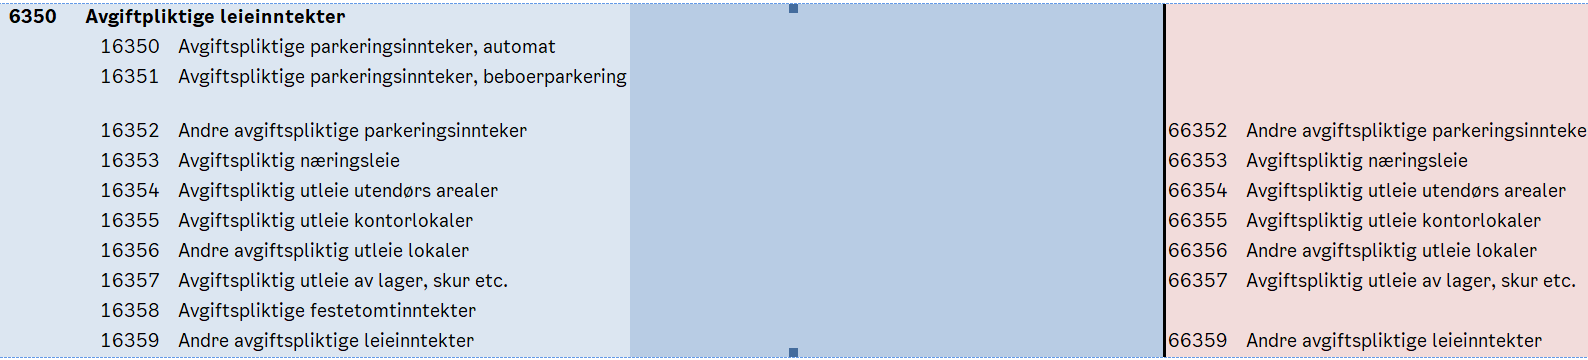 6350 Avgiftpliktige leieinntekter
16350 Avgiftspliktige parkeringsinnteker, automat
16351 Avgiftspliktige parkeringsinnteker, beboerparkering
16352 Andre avgiftspliktige parkeringsinnteker 66352 Andre avgiftspliktige parkeringsinnteke
16353 Avgiftspliktig næringsleie 66353 Avgiftspliktig næringsleie
16354 Avgiftspliktig utleie utendørs arealer 66354 Avgiftspliktig utleie utendørs arealer
16355 Avgiftspliktig utleie kontorlokaler 66355 Avgiftspliktig utleie kontorlokaler
16356 Andre avgiftspliktig utleie lokaler 66356 Andre avgiftspliktig utleie lokaler
16357 Avgiftspliktig utleie av lager, skur etc. 66357 Avgiftspliktig utleie av lager, skur etc.
16358 Avgiftspliktige festetomtinntekter
16359 Andre avgiftspliktige leieinntekter 66359 Andre avgiftspliktige leieinntekter